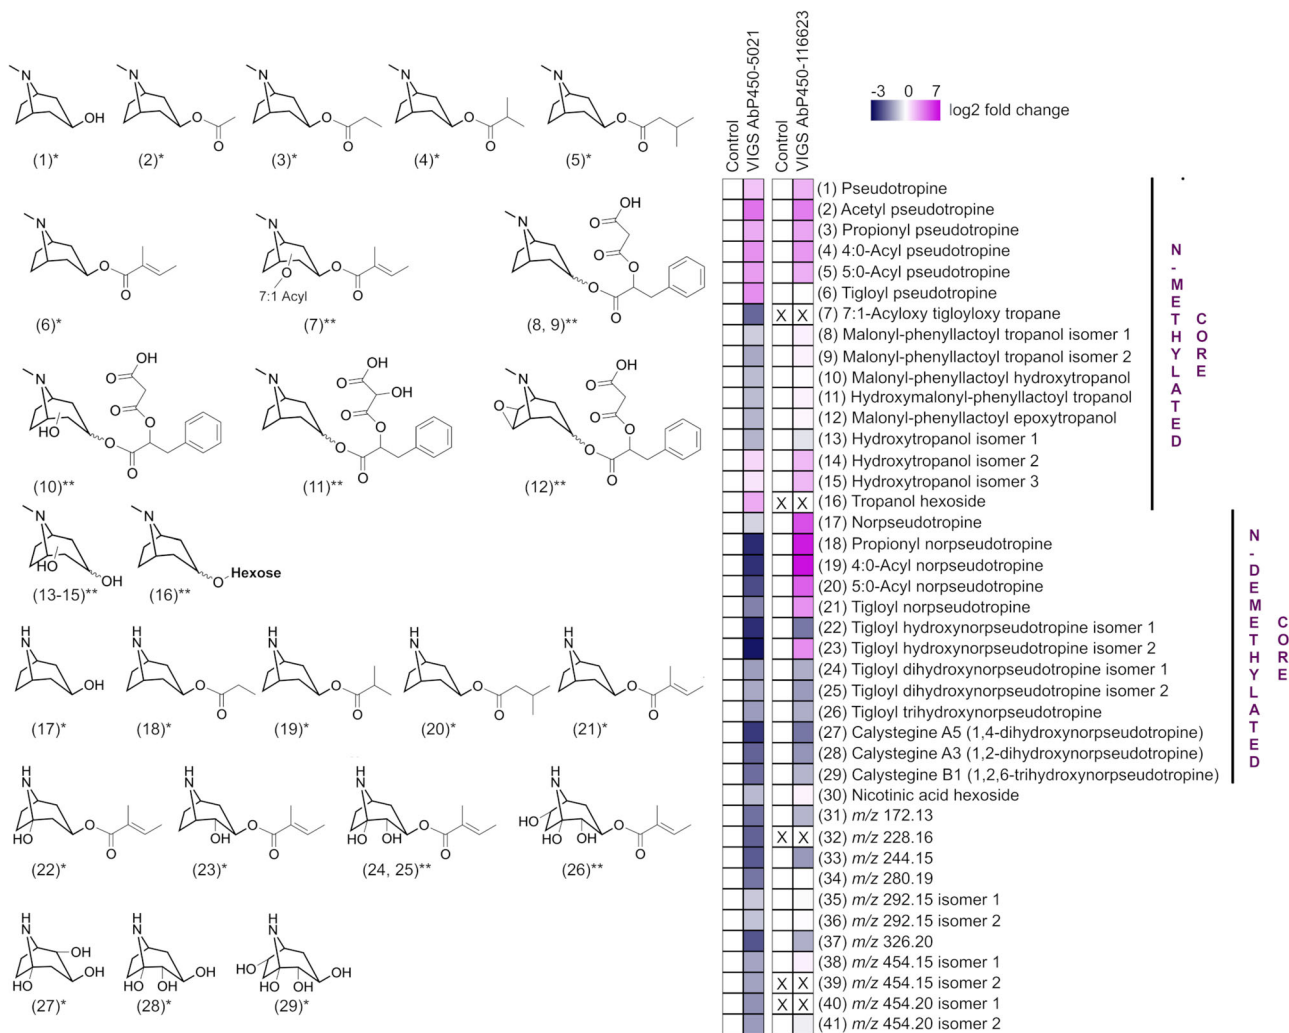 N
OH
(1)*
N
O
O
(2)*
N
O
O
(3)*
N
O
O
(4)*
N
O
O
(5)*
N
O
O
(6)*
N
O
O
O
7:1 Acyl
(7)**
N
OH
O
O
O
O
O
(8, 9)**
N
HO
OH
O
O
O
O
O
(10)**
N
OH
O
OH
O
O
O
O
(11)**
N
O
OH
O
O
O
O
O
(12)**
N
HO
OH
(13-15)**
N
O
Hexose
(16)**
H
N
OH
(17)*
H
N
O
O
(18)*
H
N
O
O
(19)*
H
N
O
O
(20)*
H
N
O
O
(21)*
H
N
HO
O
O
(22)*
H
N
OH
O
O
(23)*
H
N
HO
OH
O
O
(24, 25)**
H
N
HO
HO
OH
O
O
(26)**
H
N
OH
OH
HO
(27)*
H
N
OH
HO
OH
(28)*
H
N
HO
OH
HO
OH
(29)*
Control
VIGS AbP450-5021
Control
VIGS AbP450-116623
-3 0 7
log2 fold change
(1) Pseudotropine
(2) Acetyl pseudotropine
(3) Propionyl pseudotropine
(4) 4:0-Acyl pseudotropine
(5) 5:0-Acyl pseudotropine
(6) Tigloyl pseudotropine
X X (7) 7:1-Acyloxy tigloyloxy tropane
(8) Malonyl-phenyllactoyl tropanol isomer 1
(9) Malonyl-phenyllactoyl tropanol isomer 2
(10) Malonyl-phenyllactoyl hydroxytropanol
(11) Hydroxymalonyl-phenyllactoyl tropanol
(12) Malonyl-phenyllactoyl epoxytropanol
(13) Hydroxytropanol isomer 1
(14) Hydroxytropanol isomer 2
(15) Hydroxytropanol isomer 3
X X (16) Tropanol hexoside
(17) Norpseudotropine
(18) Propionyl norpseudotropine
(19) 4:0-Acyl norpseudotropine
(20) 5:0-Acyl norpseudotropine
(21) Tigloyl norpseudotropine
(22) Tigloyl hydroxynorpseudotropine isomer 1
(23) Tigloyl hydroxynorpseudotropine isomer 2
(24) Tigloyl dihydroxynorpseudotropine isomer 1
(25) Tigloyl dihydroxynorpseudotropine isomer 2
(26) Tigloyl trihydroxynorpseudotropine
(27) Calystegine A5 (1,4-dihydroxynorpseudotropine)
(28) Calystegine A3 (1,2-dihydroxynorpseudotropine)
(29) Calystegine B1 (1,2,6-trihydroxynorpseudotropine)
(30) Nicotinic acid hexoside
(31) m/z 172.13
X X (32) m/z 228.16
(33) m/z 244.15
(34) m/z 280.19
(35) m/z 292.15 isomer 1
(36) m/z 292.15 isomer 2
(37) m/z 326.20
(38) m/z 454.15 isomer 1
X X (39) m/z 454.15 isomer 2
X X (40) m/z 454.20 isomer 1
(41) m/z 454.20 isomer 2
N-METHYLATED
CORE
N-DEMETHYLATED
CORE